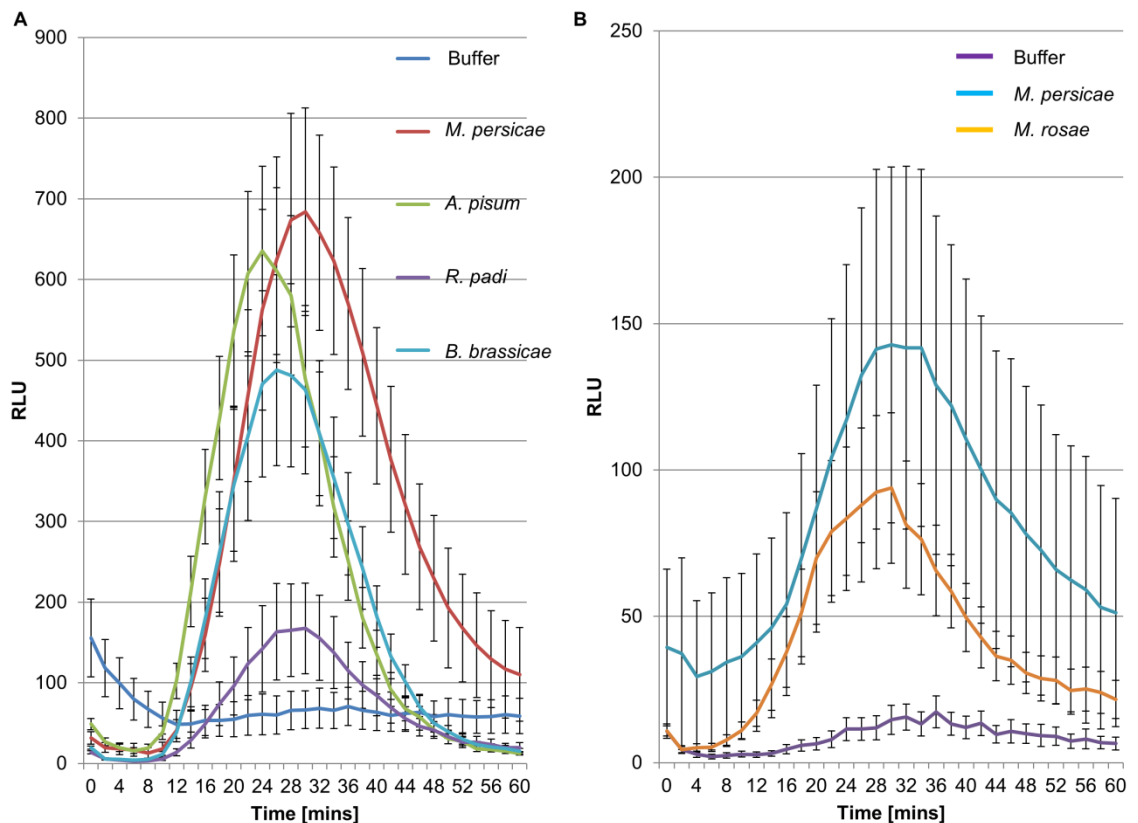 A
900
800
700
600
500
400
300
200
100
0
RLU
Buffer
M. persicae
A. pisum
R. padi
B. brassicae
0 4 8 12 16 20 24 28 32 36 40 44 48 52 56 60
Time [mins]
B
250
200
150
100
50
0
RLU
Buffer
M. persicae
M. rosae
0 4 8 12 16 20 24 28 32 36 40 44 48 52 56 60
Time [mins]